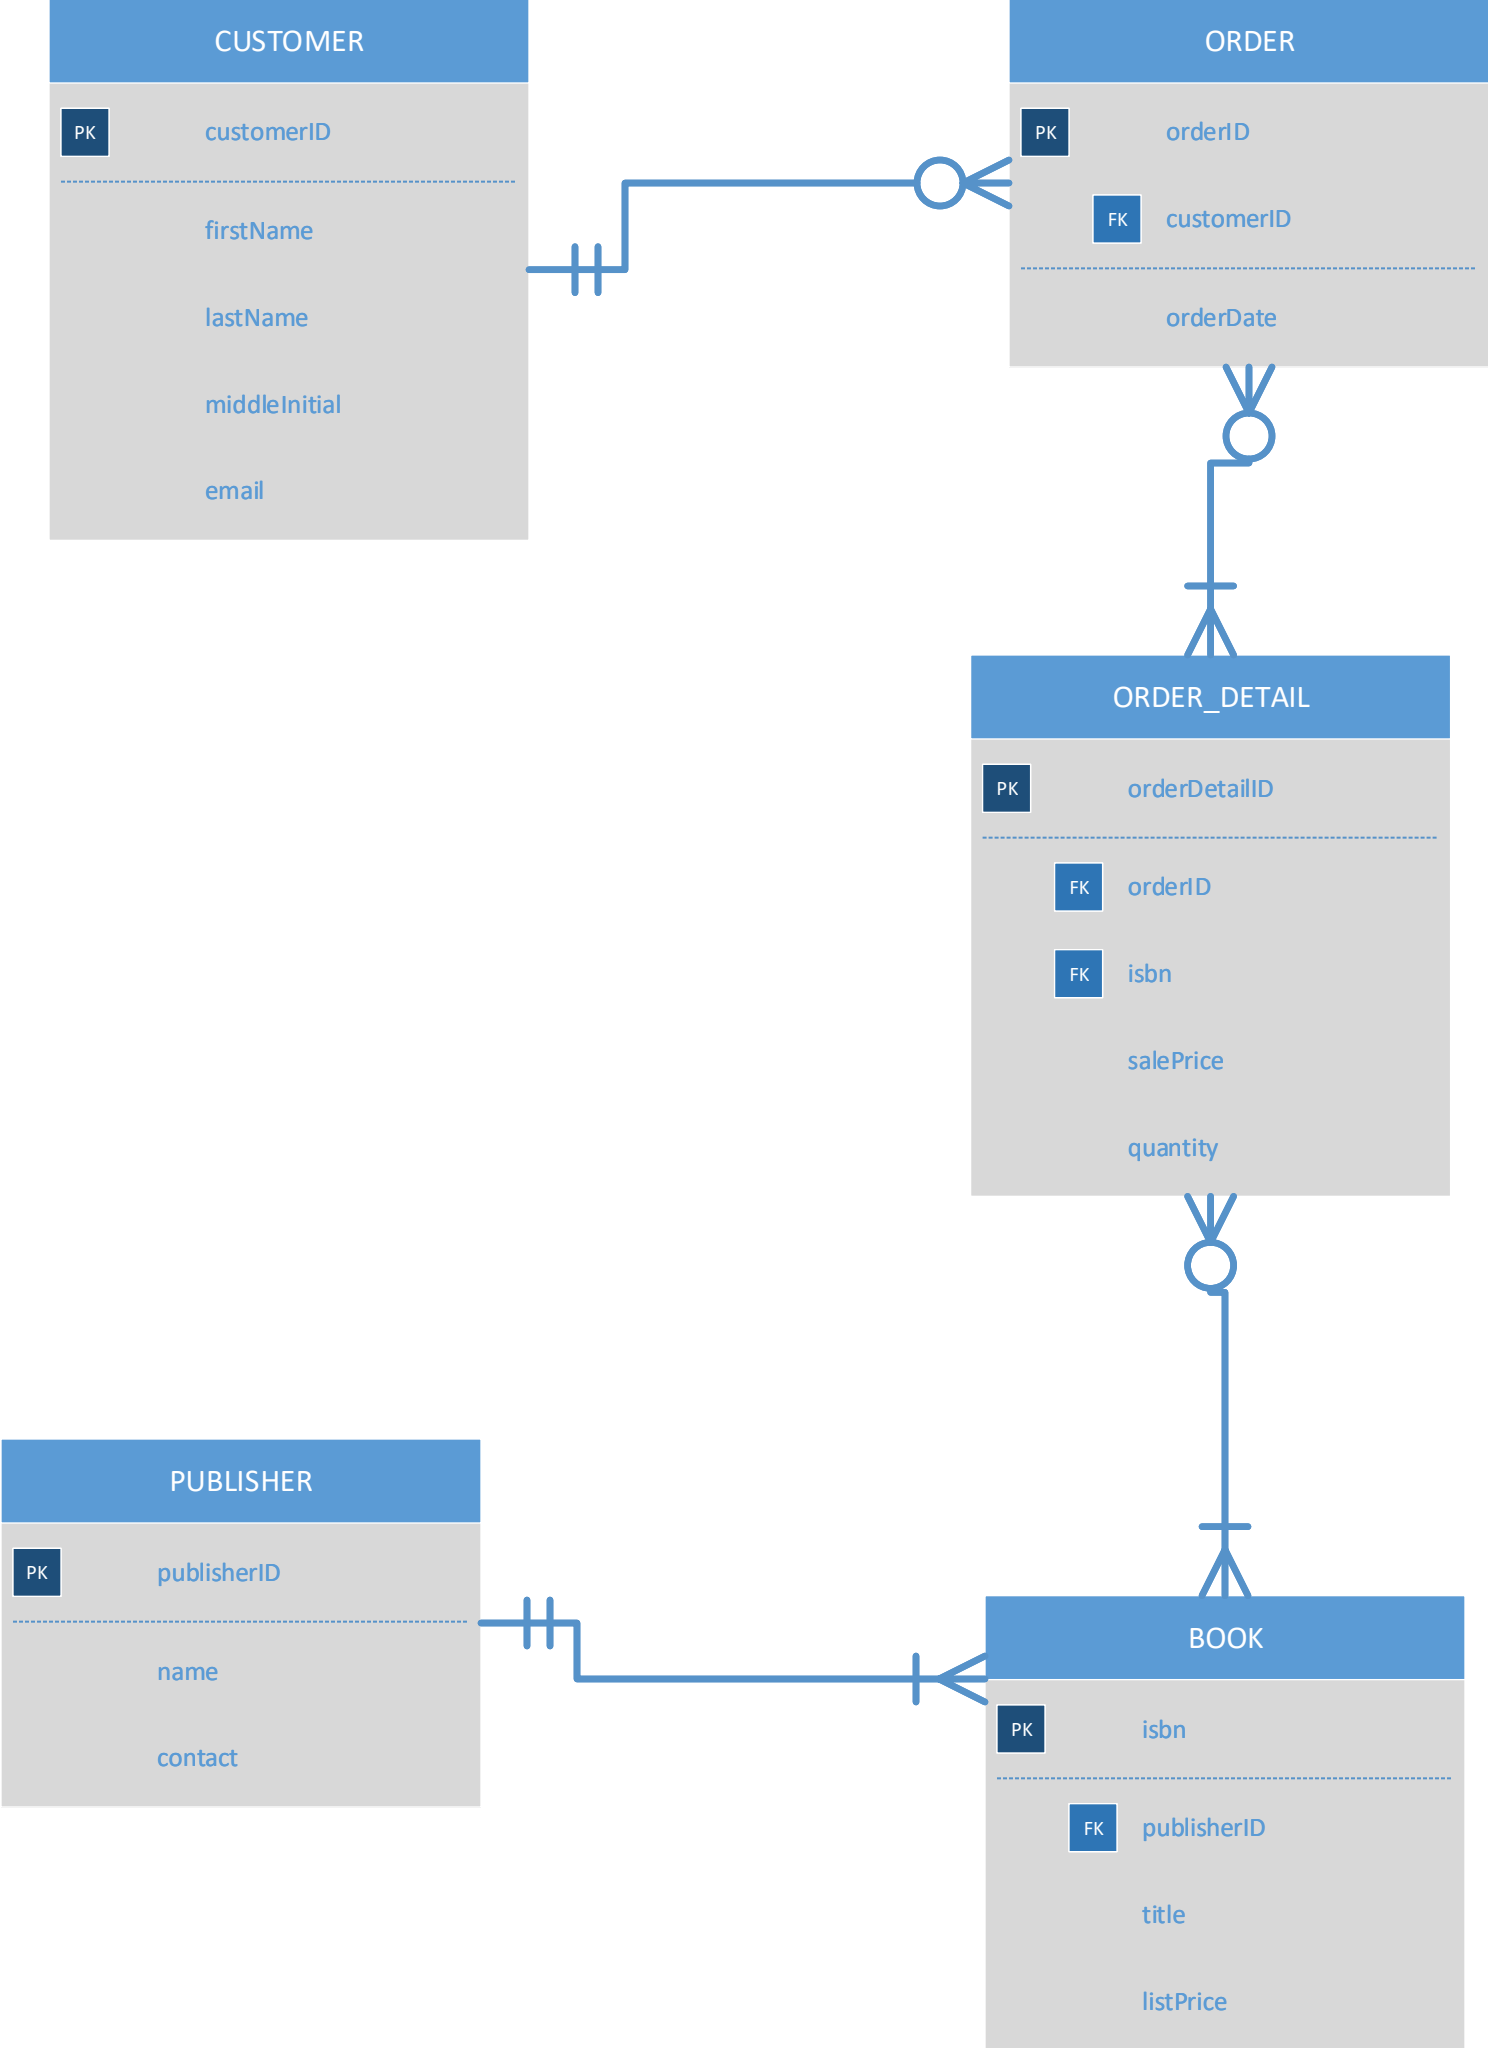 CUSTOMER
PK customerID
firstName
lastName
middleInitial
email
ORDER
PK orderID
FK customerID
orderDate
ORDER_DETAIL
PK orderDetailID
FK orderID
FK isbn
salePrice
quantity
PUBLISHER
PK publisherID
name
contact
BOOK
PK isbn
FK publisherID
title
listPrice